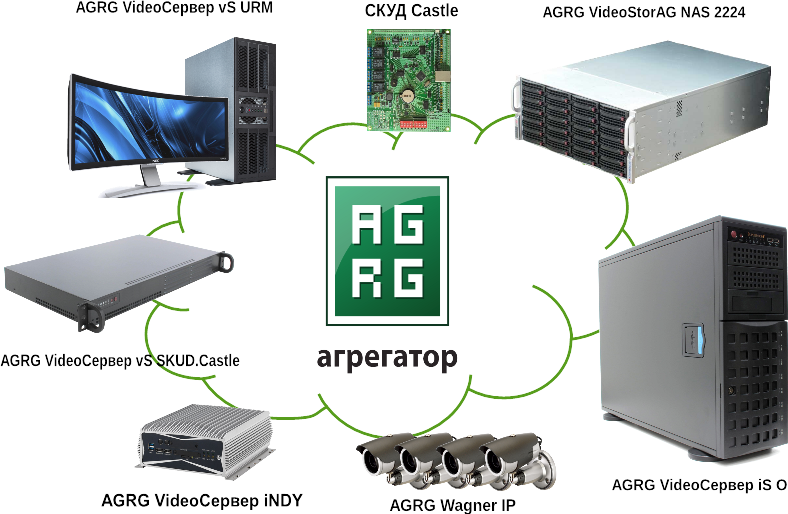 AGRG VideoСервер vS URM
СКУД Castle
AGRG VideoStorAG NAS 2224
AG
RG
агрегатор
AGRG VideoСервер vS SKUD.Castle
AGRG VideoСервер iNDY
AGRG Wagner IP
AGRG VideoСервер iS O